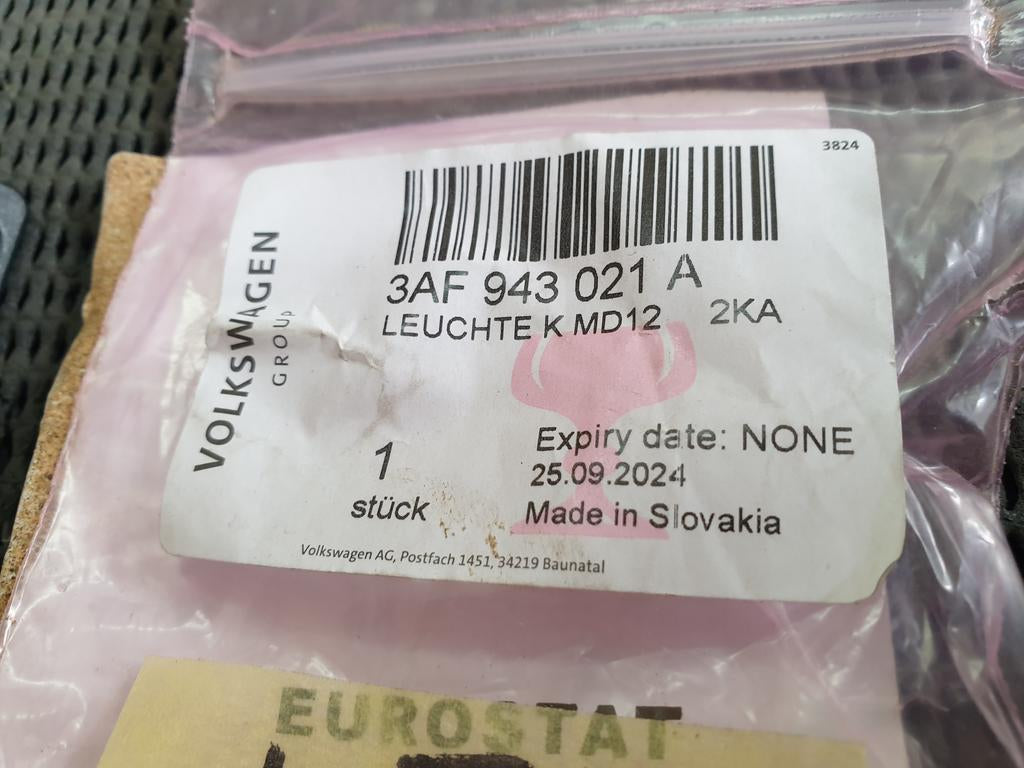 3824
VOLKSWAGEN
GROUP
3AF 943 021 A
LEUCHTE K MD12 2KA
1
stück
Expiry date: NONE
25.09.2024
Made in Slovakia
Volkswagen AG, Postfach 1451, 34219 Baunatal
EUROSTAT